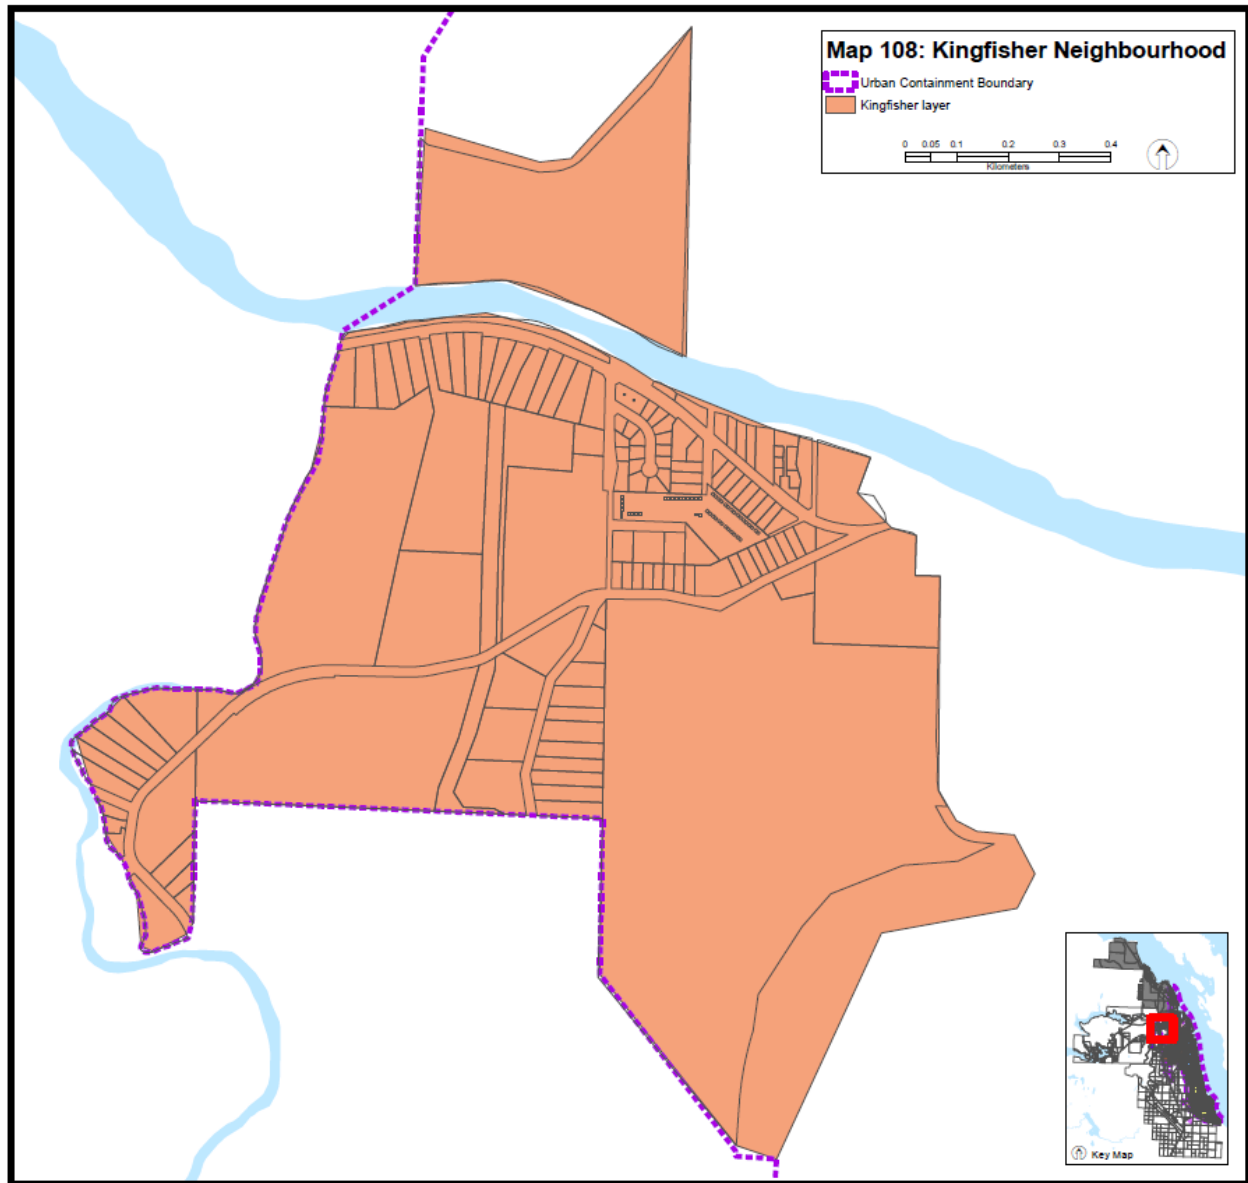 Map 108: Kingfisher Neighbourhood
Urban Containment Boundary
Kingfisher layer
0 0.05 0.1 0.2 0.3 0.4
Kilometers
Key Map